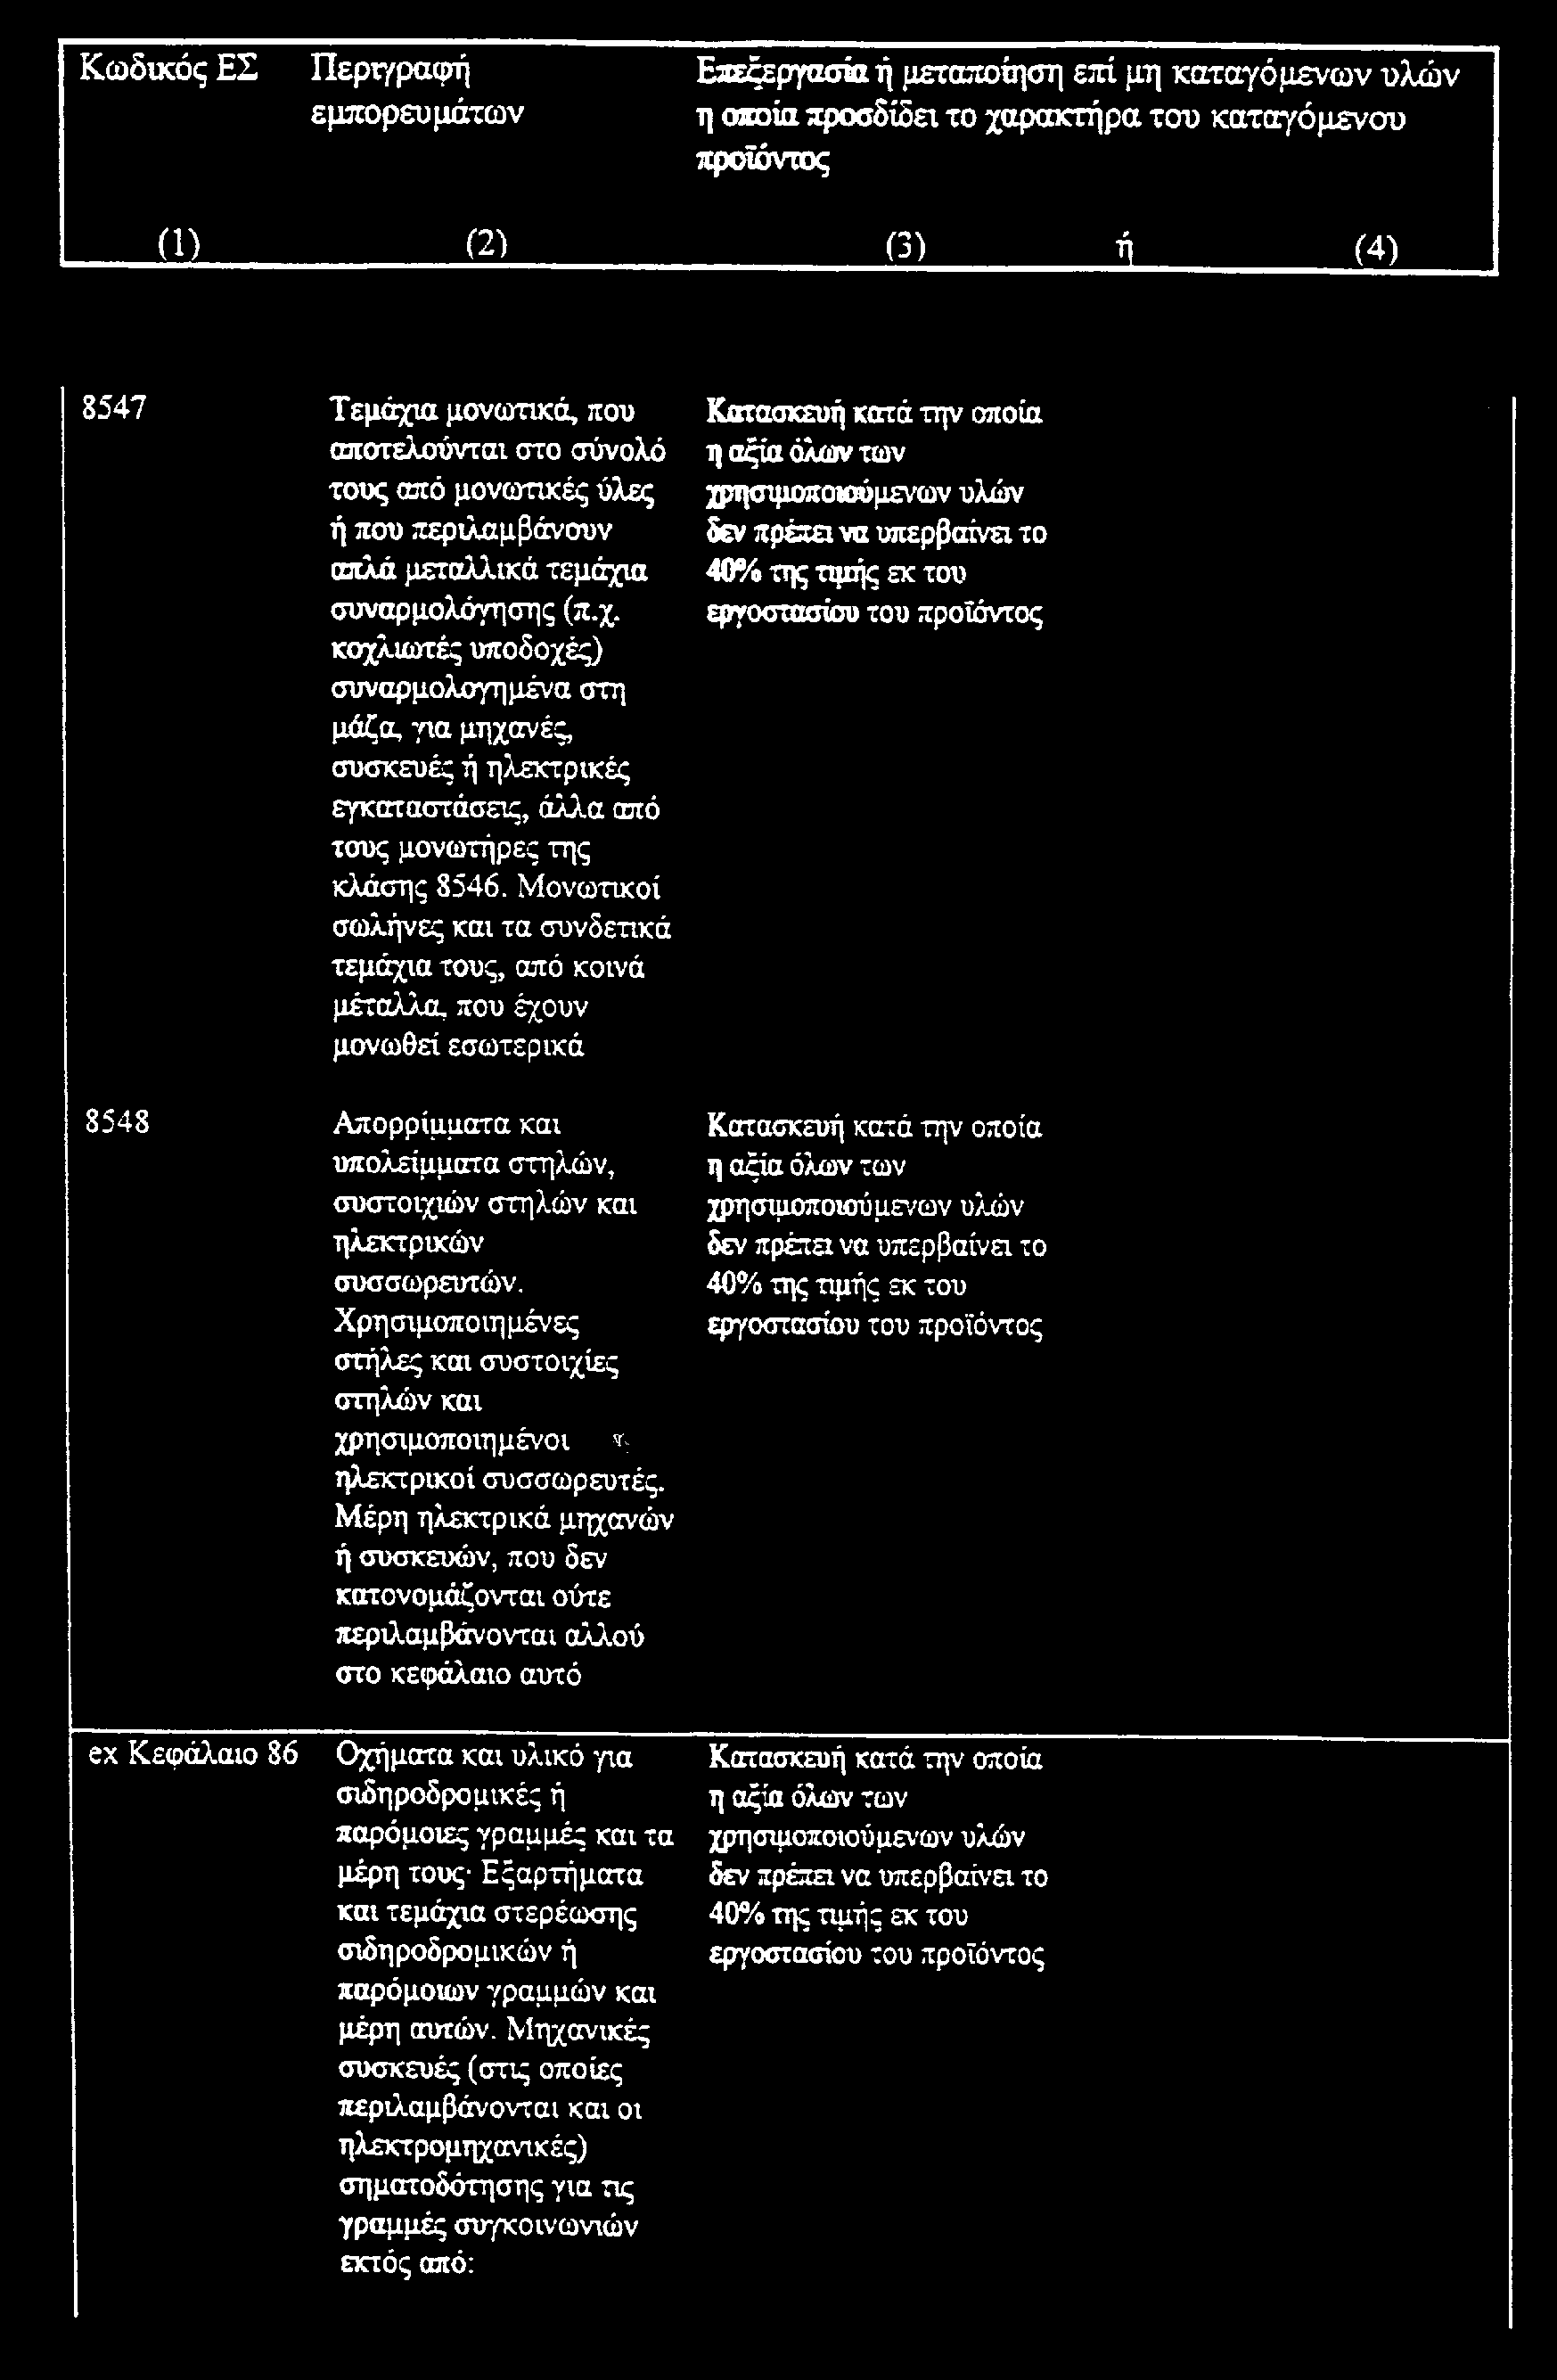 Κωδικός ΕΣ
Περιγραφή
εμπορευμάτων
Επεξεργασία ή μεταποίηση επί μη καταγόμενων υλών
η οποία προσδίδει το χαρακτήρα του καταγόμενου
προϊόντος
(1) (2) (3) ή (4)
8547
Τεμάχια μονωτικά, που
αποτελούνται στο σύνολό
τους από μονωτικές ύλες
ή που περιλαμβάνουν
απλά μεταλλικά τεμάχια
συναρμολόγησης (π.χ.
κοχλιωτές υποδοχές)
συναρμολογημένα στη
μάζα, για μηχανές,
συσκευές ή ηλεκτρικές
εγκαταστάσεις, άλλα από
τους μονωτήρες της
κλάσης 8546. Μονωτικοί
σωλήνες και τα συνδετικά
τεμάχια τους, από κοινά
μέταλλα, που έχουν
μονωθεί εσωτερικά
Κατασκευή κατά την οποία
η αξία όλων των
χρησιμοποιούμενων υλών
δεν πρέπει να υπερβαίνει το
40% της τιμής εκ του
εργοστασίου του προϊόντος
8548
Απορρίμματα και
υπολείμματα στηλών,
συστοιχιών στηλών και
ηλεκτρικών
συσσωρευτών.
Χρησιμοποιημένες
στήλες και συστοιχίες
στηλών και
χρησιμοποιημένοι
ηλεκτρικοί συσσωρευτές.
Μέρη ηλεκτρικά μηχανών
ή συσκευών, που δεν
κατονομάζονται ούτε
περιλαμβάνονται αλλού
στο κεφάλαιο αυτό
Κατασκευή κατά την οποία
η αξία όλων των
χρησιμοποιούμενων υλών
δεν πρέπει να υπερβαίνει το
40% της τιμής εκ του
εργοστασίου του προϊόντος
ex Κεφάλαιο 86
Οχήματα και υλικό για
σιδηροδρομικές ή
παρόμοιες γραμμές και τα
μέρη τους· Εξαρτήματα
και τεμάχια στερέωσης
σιδηροδρομικών ή
παρόμοιων γραμμών και
μέρη αυτών. Μηχανικές
συσκευές (στις οποίες
περιλαμβάνονται και οι
ηλεκτρομηχανικές)
σηματοδότησης για τις
γραμμές συγκοινωνιών
εκτός από:
Κατασκευή κατά την οποία
η αξία όλων των
χρησιμοποιούμενων υλών
δεν πρέπει να υπερβαίνει το
40% της τιμής εκ του
εργοστασίου του προϊόντος